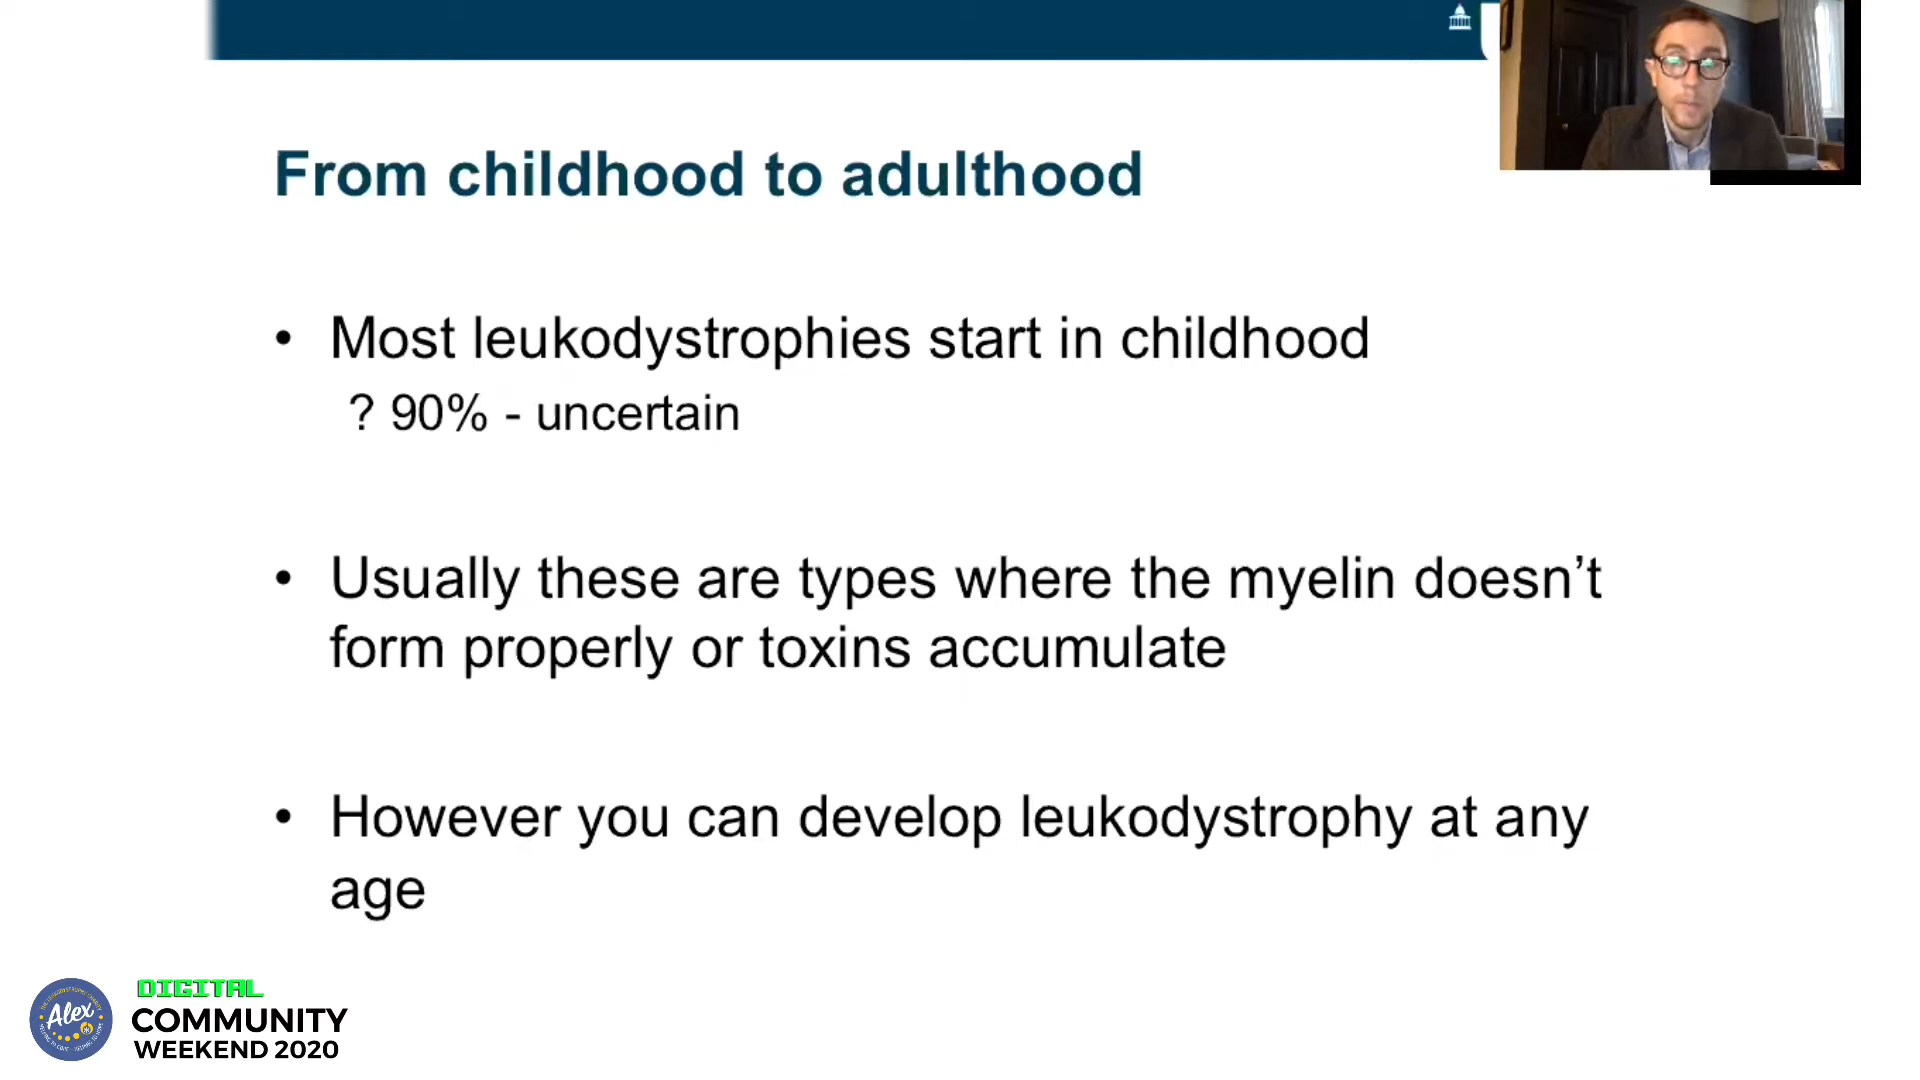 From childhood to adulthood
• Most leukodystrophies start in childhood
? 90% - uncertain
• Usually these are types where the myelin doesn’t
form properly or toxins accumulate
• However you can develop leukodystrophy at any
age
Alex
DIGITAL
COMMUNITY
WEEKEND 2020